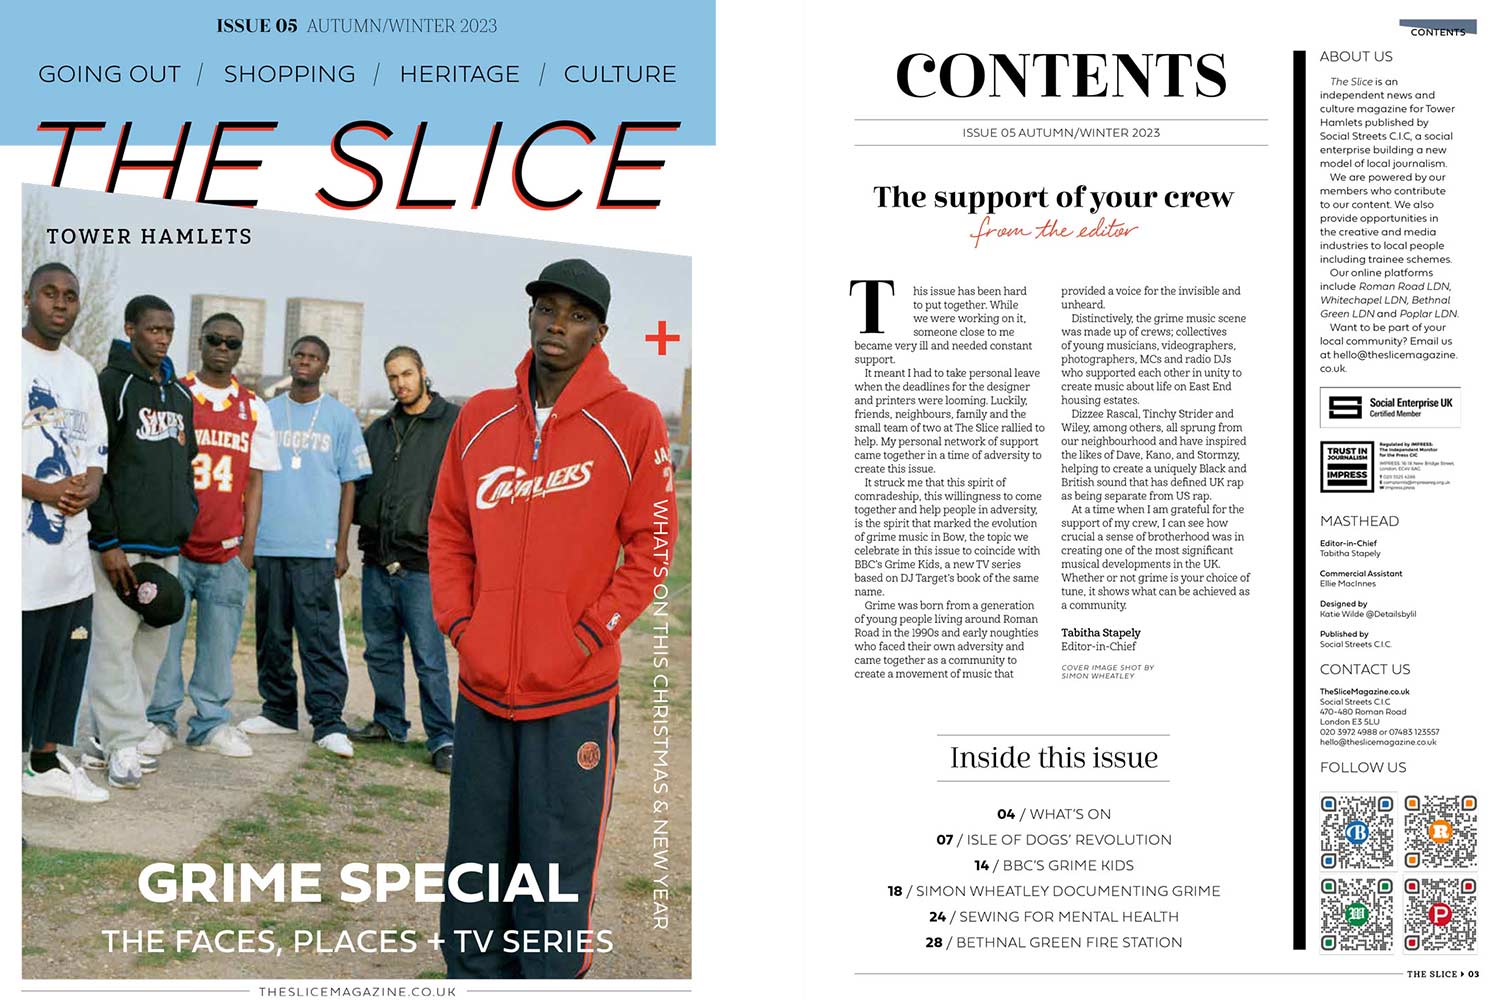 ISSUE 05 AUTUMN/WINTER 2023
GOING OUT / SHOPPING / HERITAGE / CULTURE
THE SLICE
TOWER HAMLETS
+
WHAT'S ON THIS CHRISTMAS & NEW YEAR
SYXERS
VALIERS
34
NUGGETS
CAVALIERS
GRIME SPECIAL
THE FACES, PLACES + TV SERIES
THESLICEMAGAZINE.CO.UK
CONTENTS
CONTENTS
ISSUE 05 AUTUMN/WINTER 2023
The support of your crew
from the editor
This issue has been hard
to put together. While
we were working on it,
someone close to me
became very ill and needed constant
support.
It meant I had to take personal leave
when the deadlines for the designer
and printers were looming. Luckily,
friends, neighbours, family and the
small team of two at The Slice rallied to
help. My personal network of support
came together in a time of adversity to
create this issue.
It struck me that this spirit of
comradeship, this willingness to come
together and help people in adversity,
is the spirit that marked the evolution
of grime music in Bow, the topic we
celebrate in this issue to coincide with
BBC's Grime Kids, a new TV series
based on DJ Target's book of the same
name.
Grime was born from a generation
of young people living around Roman
Road in the 1990s and early noughties
who faced their own adversity and
came together as a community to
create a movement of music that
provided a voice for the invisible and
unheard.
Distinctively, the grime music scene
was made up of crews; collectives
of young musicians, videographers,
photographers, MCs and radio DJs
who supported each other in unity to
create music about life on East End
housing estates.
Dizzee Rascal, Tinchy Strider and
Wiley, among others, all sprung from
our neighbourhood and have inspired
the likes of Dave, Kano, and Stormzy,
helping to create a uniquely Black and
British sound that has defined UK rap
as being separate from US rap.
At a time when I am grateful for the
support of my crew, I can see how
crucial a sense of brotherhood was in
creating one of the most significant
musical developments in the UK.
Whether or not grime is your choice of
tune, it shows what can be achieved as
a community.
Tabitha Stapely
Editor-in-Chief
COVER IMAGE SHOT BY
SIMON WHEATLEY
Inside this issue
04 / WHAT'S ON
07 / ISLE OF DOGS' REVOLUTION
14 / BBC'S GRIME KIDS
18 / SIMON WHEATLEY DOCUMENTING GRIME
24 / SEWING FOR MENTAL HEALTH
28 / BETHNAL GREEN FIRE STATION
ABOUT US
The Slice is an
independent news and
culture magazine for Tower
Hamlets published by
Social Streets C.I.C, a social
enterprise building a new
model of local journalism.
We are powered by our
members who contribute
to our content. We also
provide opportunities in
the creative and media
industries to local people
including trainee schemes.
Our online platforms
include Roman Road LDN,
Whitechapel LDN, Bethnal
Green LDN and Poplar LDN.
Want to be part of your
local community? Email us
at hello@theslicemagazine.
co.uk.
Social Enterprise UK
Certified Member
TRUST IN
JOURNALISM
IMPRESS
Regulated by IMPRESS:
The Independent Monitor
for the Press CIC
MASTHEAD
Editor-in-Chief
Tabitha Stapely
Commercial Assistant
Ellie MacInnes
Designed by
Katie Wilde @Detailsbylil
Published by
Social Streets C.I.C.
CONTACT US
TheSliceMagazine.co.uk
Social Streets C.I.C
470-480 Roman Road
London E3 5LU
020 3972 4988 or 07483 123557
hello@theslicemagazine.co.uk
FOLLOW US
B
R
W
P
THE SLICE 03